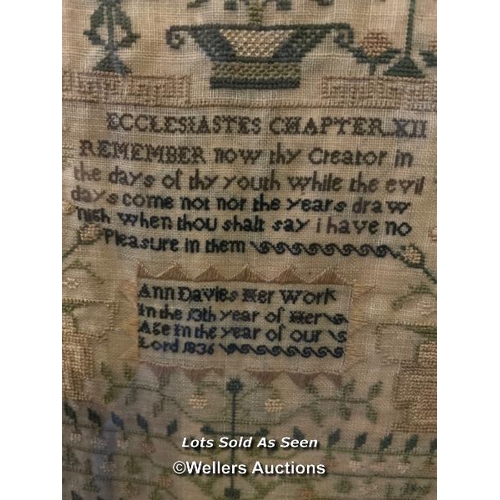 ECCLESIASTES CHAPTER XII
REMEMBER now thy Creator in
the days of thy youth while the evil
days come not nor the years draw
nigh when thou shalt say i have no
Pleasure in them
Ann Davies Her Work
In the 13th year of Her
Age in the year of our
Lord 1836
Lots Sold As Seen
©Wellers Auctions